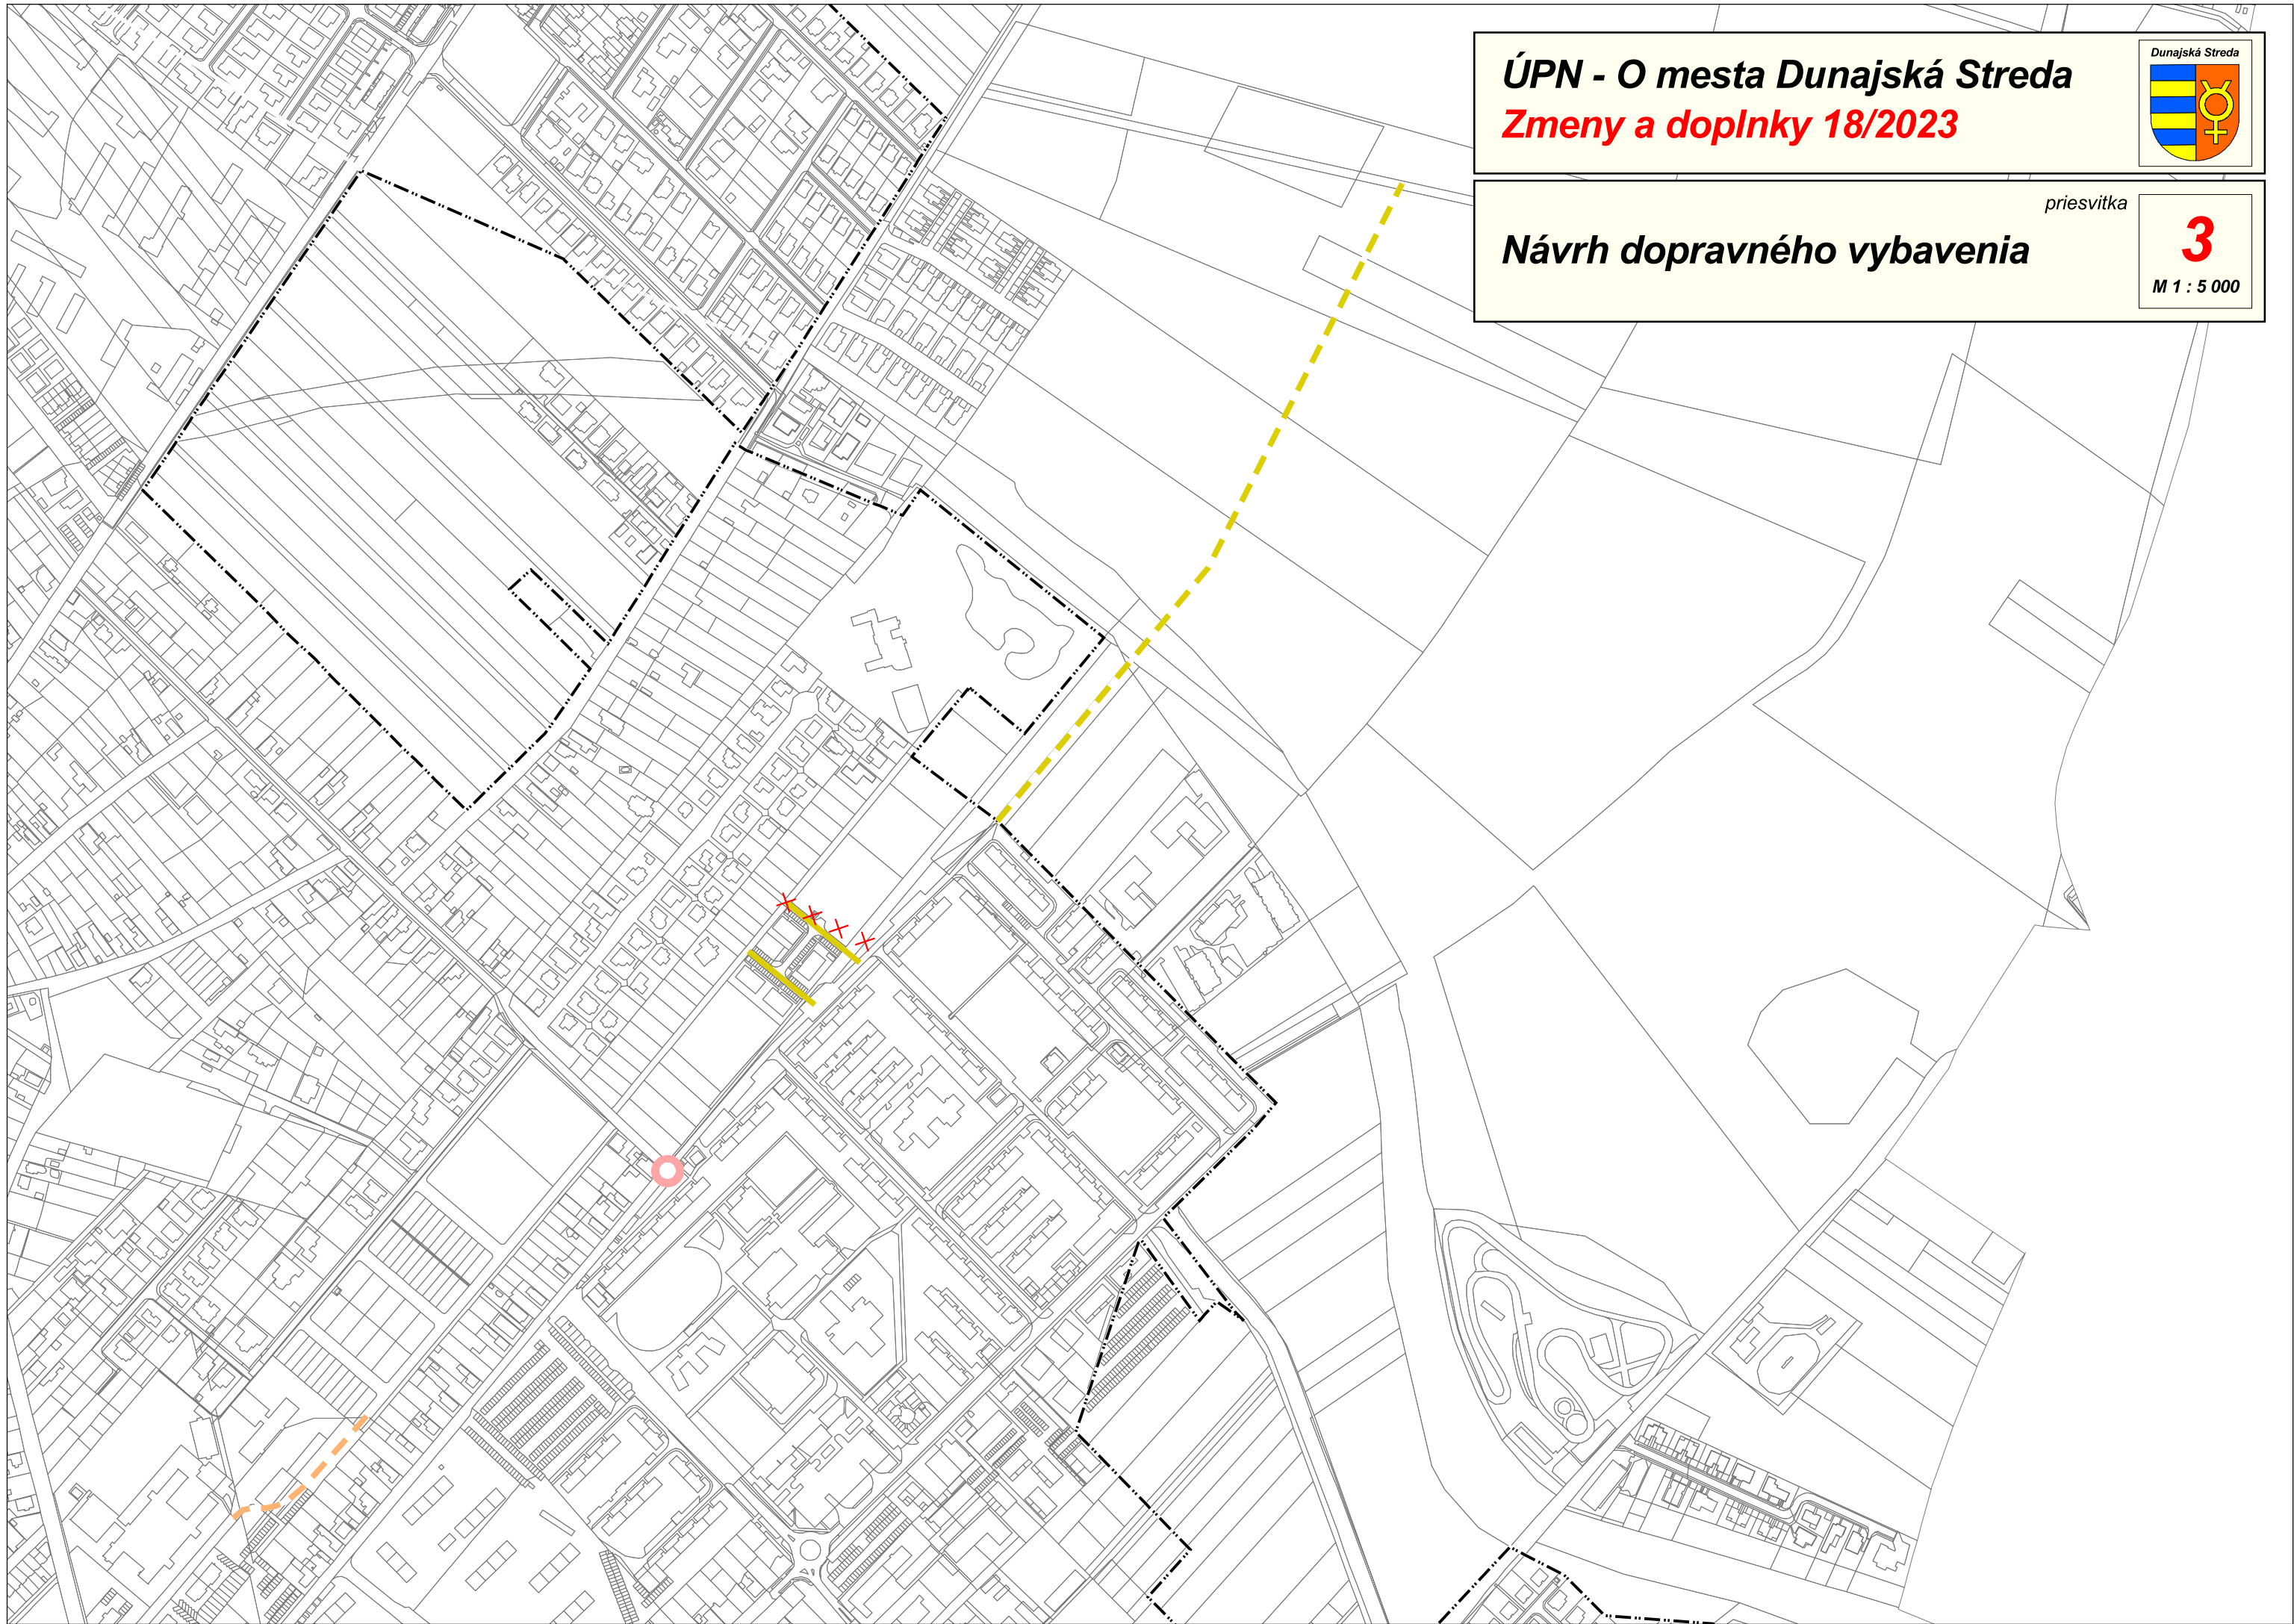 ÚPN - O mesta Dunajská Streda
Zmeny a doplnky 18/2023
Dunajská Streda
Návrh dopravného vybavenia
priesvitka
3
M 1 : 5 000